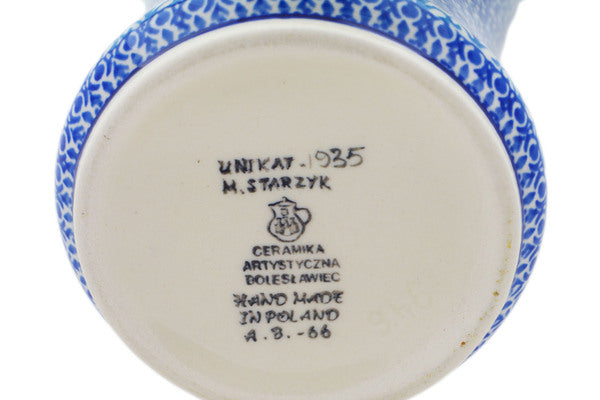 UNIKAT-1935
M. STARZYK
CERAMIKA
ARTYSTYCZNA
BOLESŁAWIEC
HAND MADE
IN POLAND
A.B.-66